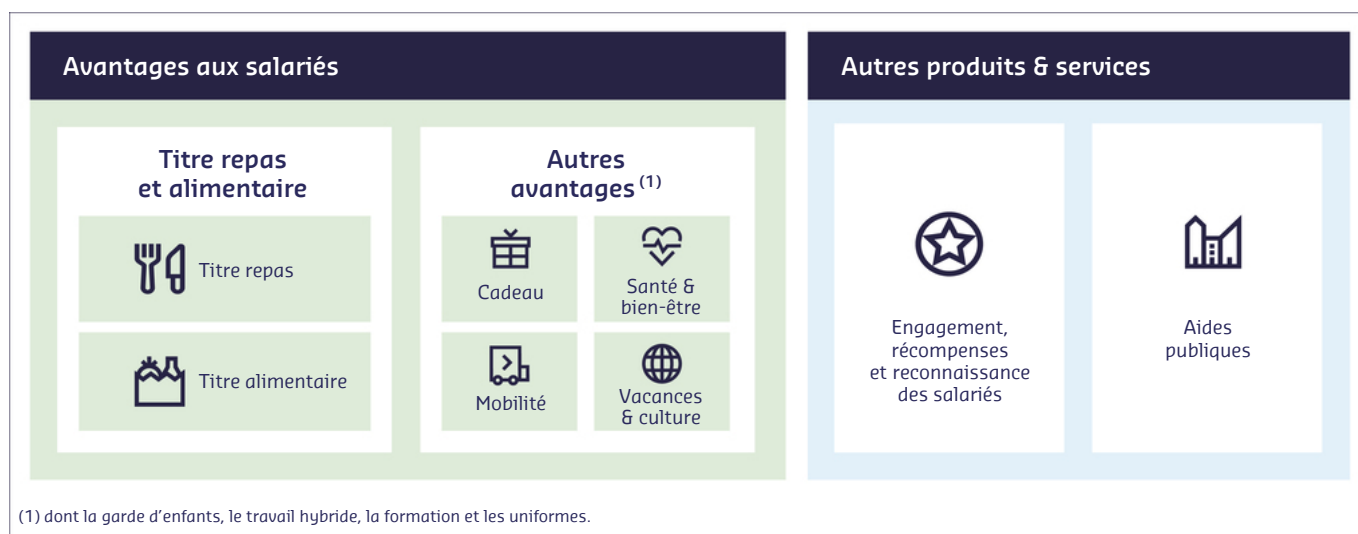 Avantages aux salariés
Titre repas
et alimentaire
Titre repas
Titre alimentaire
Autres
avantages (1)
Cadeau
Santé &
bien-être
Mobilité
Vacances
& culture
Autres produits & services
Engagement,
récompenses
et reconnaissance
des salariés
Aides
publiques
(1) dont la garde d'enfants, le travail hybride, la formation et les uniformes.